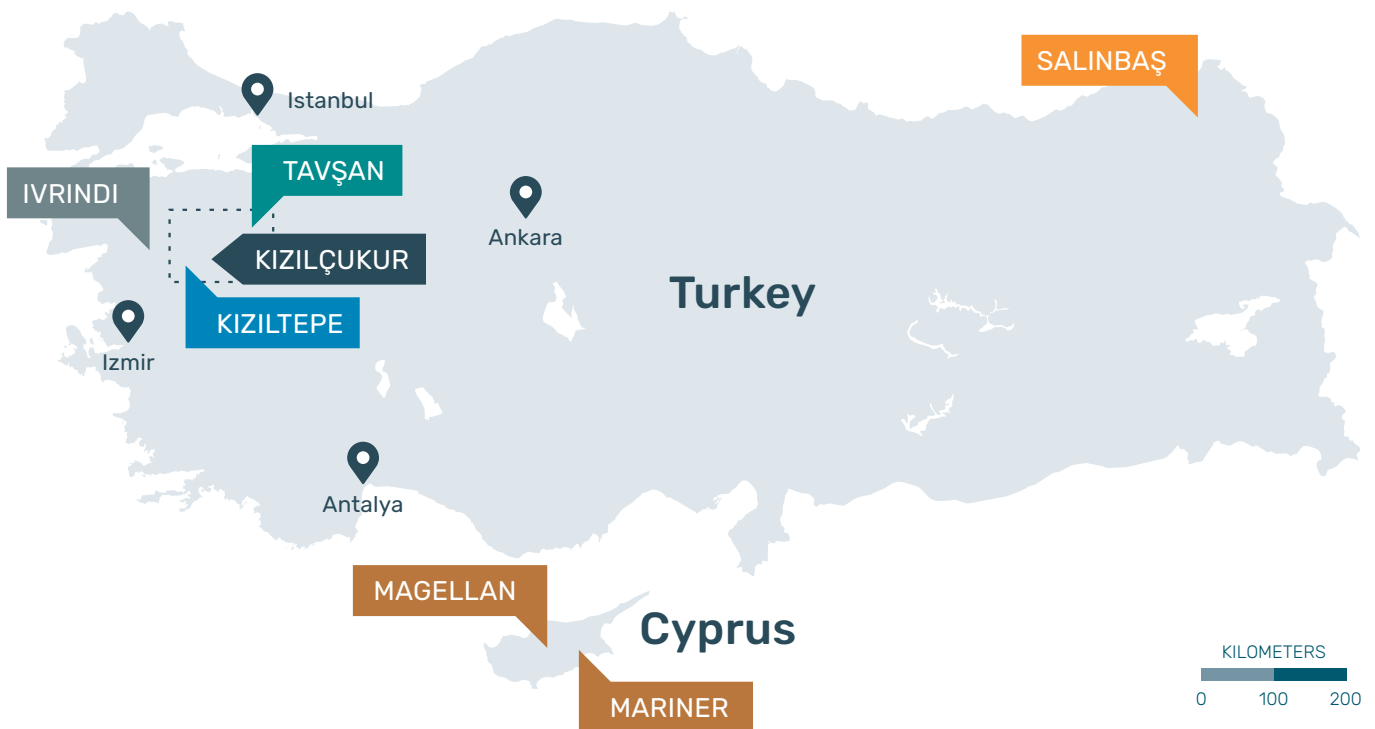 SALINBAŞ
Istanbul
TAVŞAN
IVRINDI
Ankara
KIZILÇUKUR
Turkey
KIZILTEPE
Izmir
Antalya
MAGELLAN
Cyprus
MARINER
KILOMETERS
0 100 200